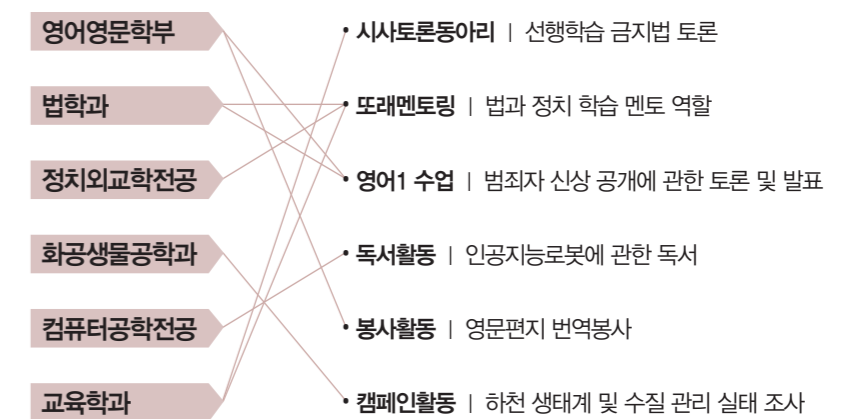 영어영문학부 • 시사토론동아리 | 선행학습 금지법 토론
법학과 • 또래멘토링 | 법과 정치 학습 멘토 역할
정치외교학전공 • 영어1 수업 | 범죄자 신상 공개에 관한 토론 및 발표
화공생물공학과 • 독서활동 | 인공지능로봇에 관한 독서
컴퓨터공학전공 • 봉사활동 | 영문편지 번역봉사
교육학과 • 캠페인활동 | 하천 생태계 및 수질 관리 실태 조사